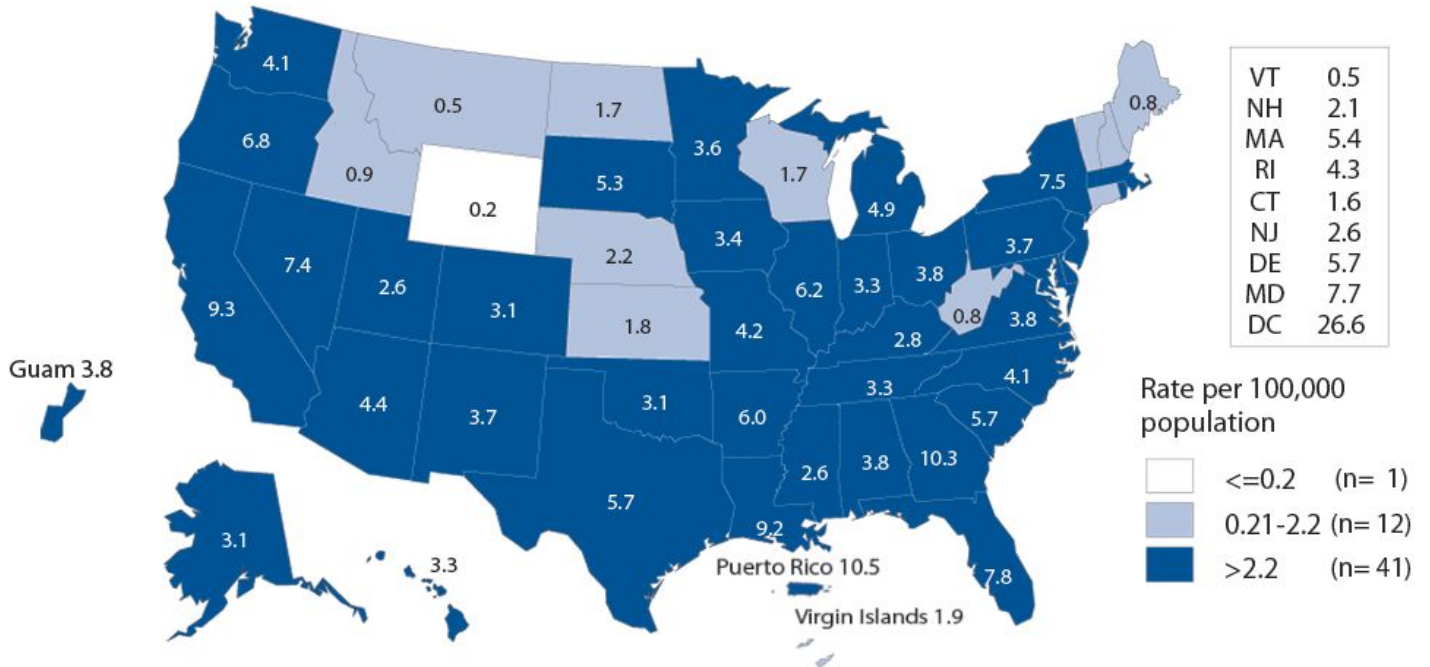 4.1
0.5
1.7
3.6
1.7
0.8
6.8
0.9
0.2
5.3
4.9
7.5
9.3
7.4
2.6
3.1
2.2
1.8
3.4
4.2
6.2
3.3
3.8
2.8
0.8
3.7
3.8
4.4
3.7
3.1
6.0
3.3
4.1
5.7
5.7
9.2
2.6
3.8
10.3
7.8
Guam 3.8
3.1
3.3
Puerto Rico 10.5
Virgin Islands 1.9
VT 0.5
NH 2.1
MA 5.4
RI 4.3
CT 1.6
NJ 2.6
DE 5.7
MD 7.7
DC 26.6
Rate per 100,000
population
<=0.2 (n= 1)
0.21-2.2 (n= 12)
>2.2 (n= 41)